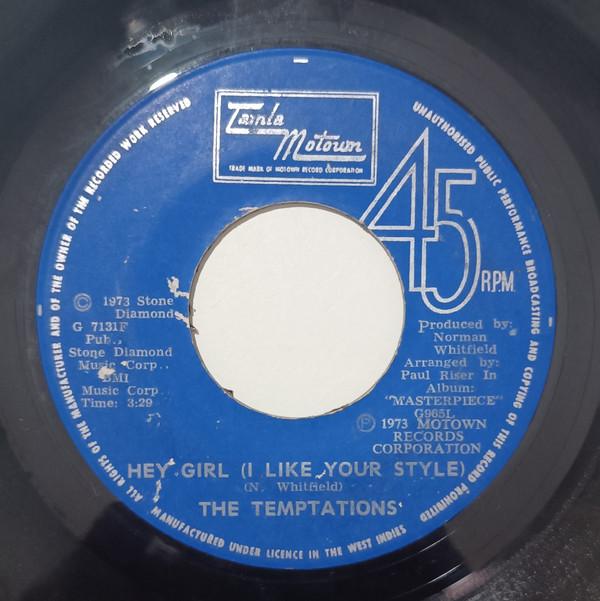 Tamla
Motown
TRADE MARK OF MOTOWN RECORD CORPORATION
45
R.P.M.
ALL RIGHTS OF THE MANUFACTURER AND OF THE OWNER OF THE RECORDED WORK RESERVED
UNAUTHORISED PUBLIC PERFORMANCE BROADCASTING AND COPYING OF THIS RECORD PROHIBITED
MANUFACTURED UNDER LICENCE IN THE WEST INDIES
© 1973 Stone
Diamond
G 7131F
Pub.,
Stone Diamond
Music Corp.
BMI
Music Corp
Time: 3:29
Produced by:
Norman
Whitfield
Arranged by:
Paul Riser In
Album:
"MASTERPIECE"
G965L
℗ 1973 MOTOWN
RECORDS
CORPORATION
HEY GIRL (I LIKE YOUR STYLE)
(N. Whitfield)
THE TEMPTATIONS